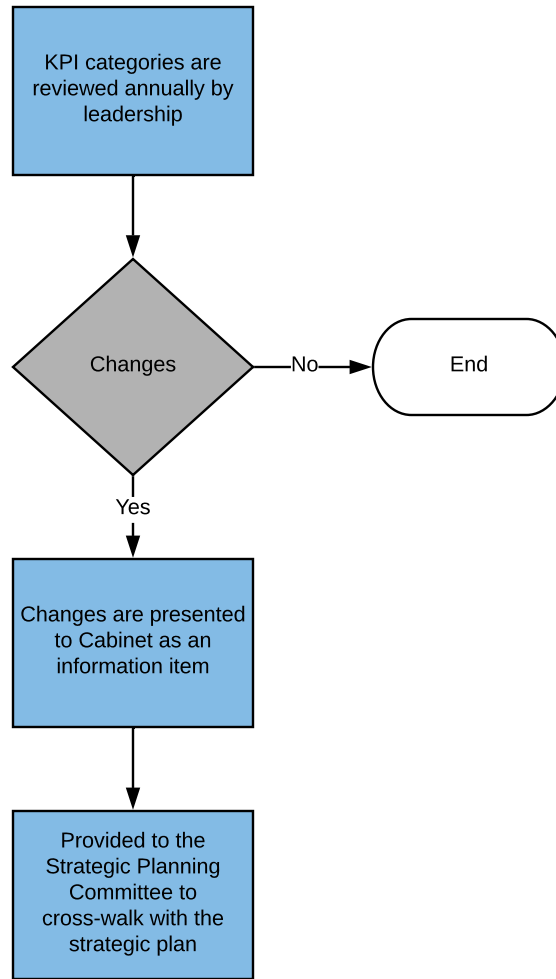 KPI categories are
reviewed annually by
leadership
Changes
No
End
Yes
Changes are presented
to Cabinet as an
information item
Provided to the
Strategic Planning
Committee to
cross-walk with the
strategic plan